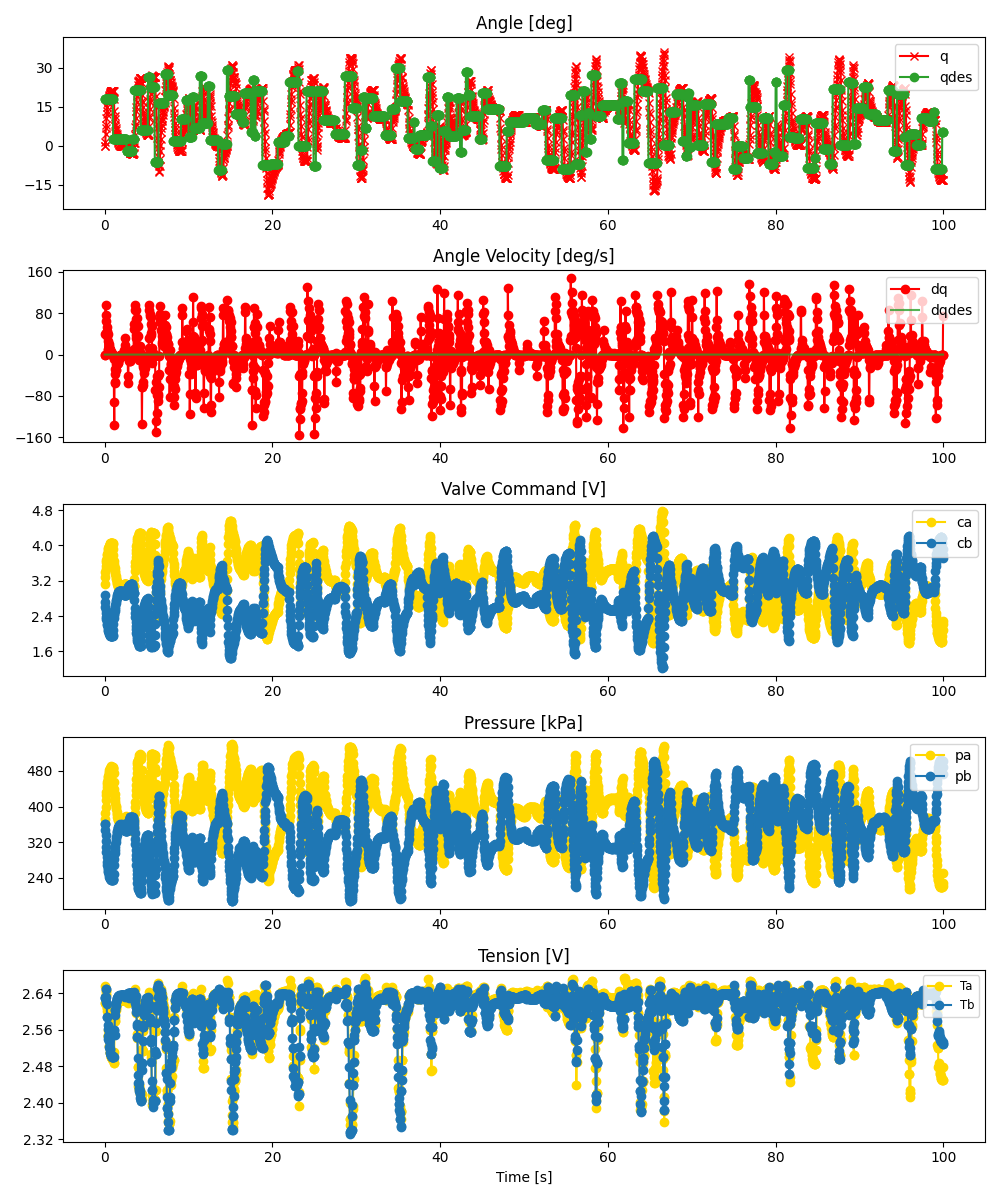 Angle [deg]
30
15
0
−15
q
qdes
0 20 40 60 80 100
Angle Velocity [deg/s]
160
80
0
−80
−160
dq
dqdes
0 20 40 60 80 100
Valve Command [V]
4.8
4.0
3.2
2.4
1.6
ca
cb
0 20 40 60 80 100
Pressure [kPa]
480
400
320
240
pa
pb
0 20 40 60 80 100
Tension [V]
2.64
2.56
2.48
2.40
2.32
Ta
Tb
0 20 40 60 80 100
Time [s]